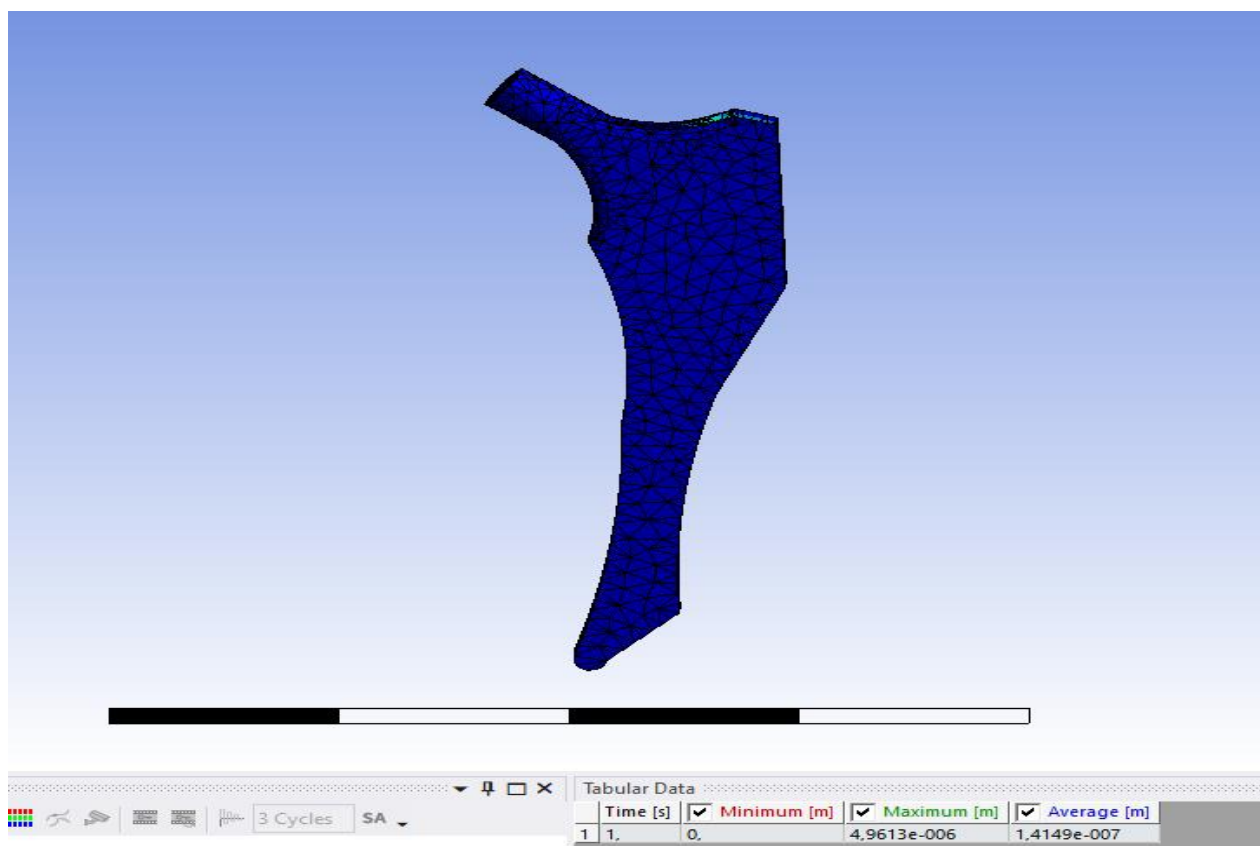 Tabular Data
Time [s] Minimum [m] Maximum [m] Average [m]
3 Cycles SA
1 1, 0, 4,9613e-006 1,4149e-007